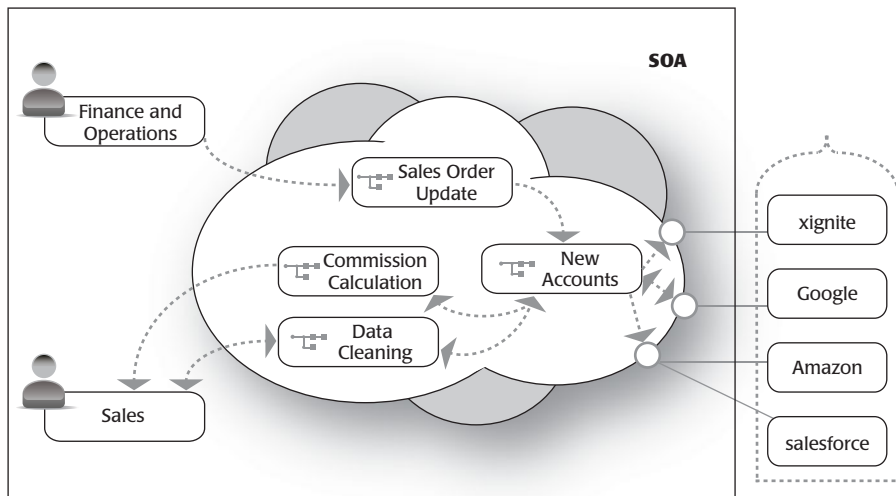 SOA
Finance and
Operations
Sales Order
Update
Commission
Calculation
New
Accounts
Data
Cleaning
Sales
xignite
Google
Amazon
salesforce